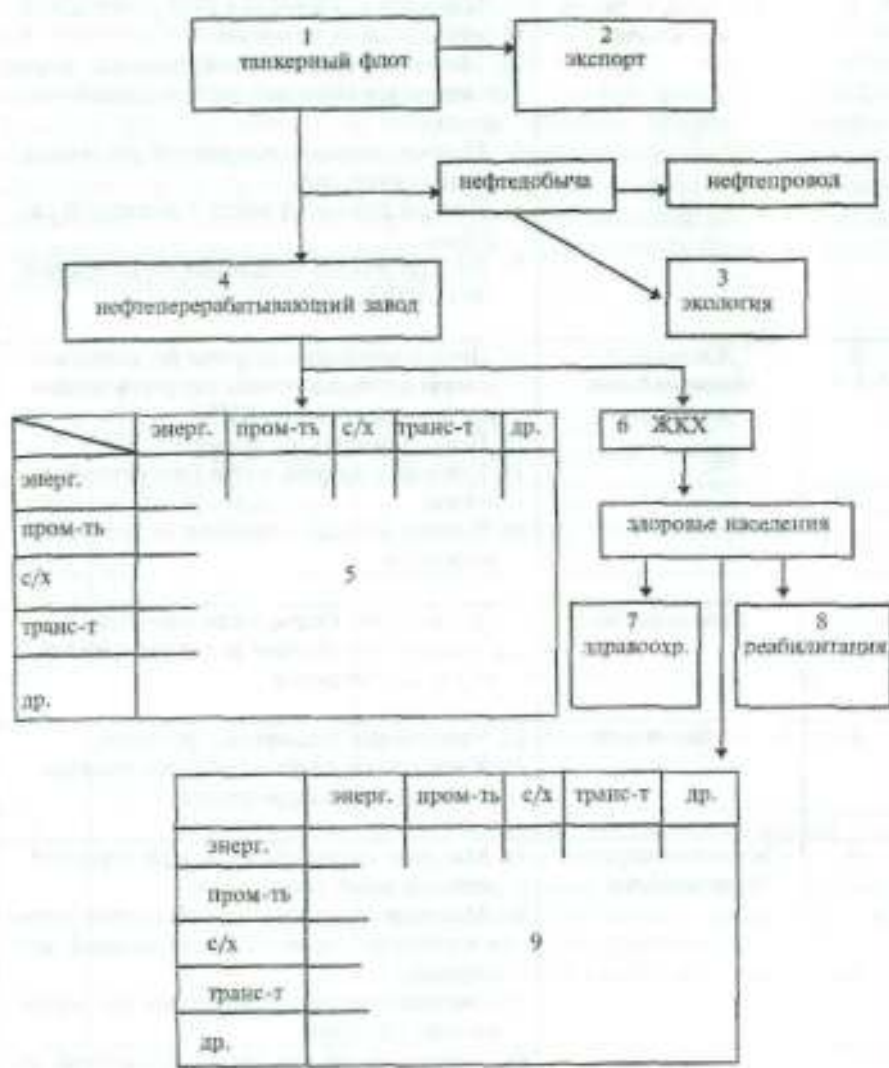 1
танкерный флот
2
экспорт
нефтедобыча
нефтепровод
4
нефтеперерабатывающий завод
3
экология
энерг. пром-ть с/х транс-т др.
6 ЖКХ
энерг.
пром-ть
здоровье населения
с/х
5
транс-т
7
здравоохр.
8
реабилитация
др.
энерг. пром-ть с/х транс-т др.
энерг.
пром-ть
с/х
9
транс-т
др.